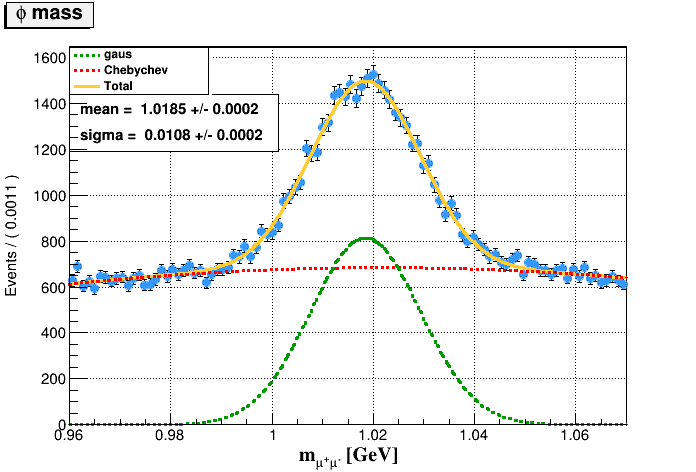 ϕ mass
gaus
Chebychev
Total
mean = 1.0185 +/- 0.0002
sigma = 0.0108 +/- 0.0002
1600
1400
1200
1000
800
600
400
200
0
Events / ( 0.0011 )
0.96 0.98 1 1.02 1.04 1.06
m_μ⁺μ⁻ [GeV]